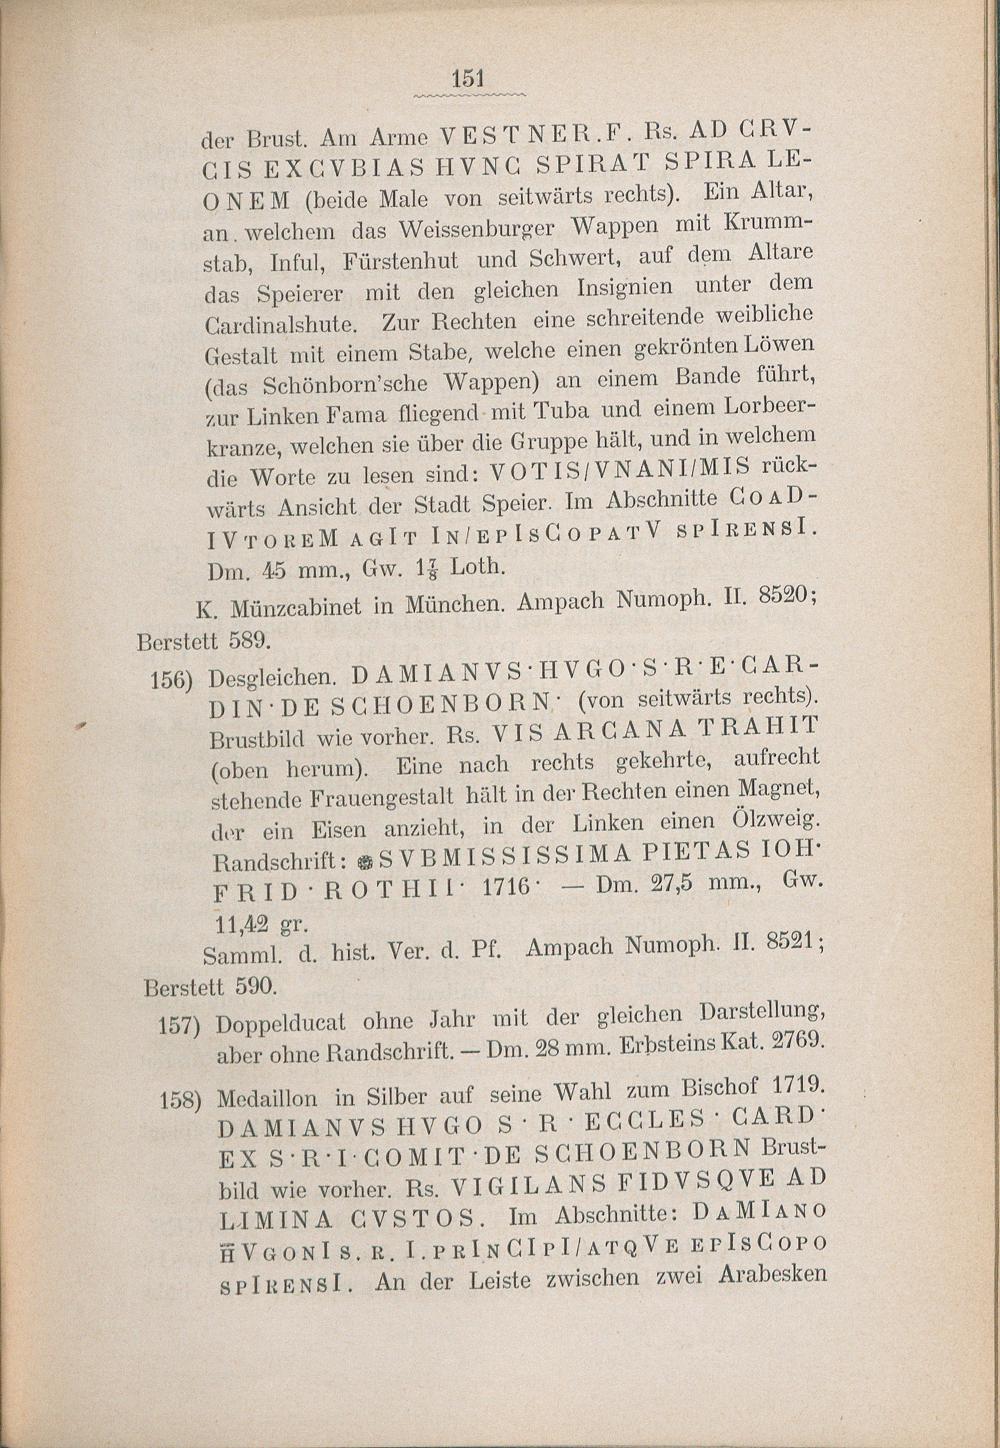 151
der Brust. Am Arme VESTNER.F. Rs. AD CRV-
CIS EXCVBIAS HVNC SPIRAT SPIRA LE-
ONEM (beide Male von seitwärts rechts). Ein Altar,
an welchem das Weissenburger Wappen mit Krumm-
stab, Inful, Fürstenhut und Schwert, auf dem Altare
das Speierer mit den gleichen Insignien unter dem
Cardinalshute. Zur Rechten eine schreitende weibliche
Gestalt mit einem Stabe, welche einen gekrönten Löwen
(das Schönborn'sche Wappen) an einem Bande führt,
zur Linken Fama fliegend mit Tuba und einem Lorbeer-
kranze, welchen sie über die Gruppe hält, und in welchem
die Worte zu lesen sind: VOTIS/VNANI/MIS rück-
wärts Ansicht der Stadt Speier. Im Abschnitte CoaD-
IVtoreM agIt In/epIsCopatV spIrensI.
Dm. 45 mm., Gw. 1⅞ Loth.
K. Münzcabinet in München. Ampach Numoph. II. 8520;
Berstett 589.
156) Desgleichen. DAMIANVS·HVGO·S·R·E·CAR-
DIN·DE SCHOENBORN· (von seitwärts rechts).
Brustbild wie vorher. Rs. VIS ARCANA TRAHIT
(oben herum). Eine nach rechts gekehrte, aufrecht
stehende Frauengestalt hält in der Rechten einen Magnet,
der ein Eisen anzieht, in der Linken einen Ölzweig.
Randschrift: ❁ SVBMISSISSIMA PIETAS IOH·
FRID·ROTHII· 1716· — Dm. 27,5 mm., Gw.
11,42 gr.
Samml. d. hist. Ver. d. Pf. Ampach Numoph. II. 8521;
Berstett 590.
157) Doppelducat ohne Jahr mit der gleichen Darstellung,
aber ohne Randschrift. — Dm. 28 mm. Erbsteins Kat. 2769.
158) Medaillon in Silber auf seine Wahl zum Bischof 1719.
DAMIANVS HVGO S·R·ECCLES·CARD·
EX S·R·I·COMIT·DE SCHOENBORN Brust-
bild wie vorher. Rs. VIGILANS FIDVSQVE AD
LIMINA CVSTOS. Im Abschnitte: DaMIano
hVgonI s. r. I. prInCIpI/atqVe epIsCopo
spIrensI. An der Leiste zwischen zwei Arabesken